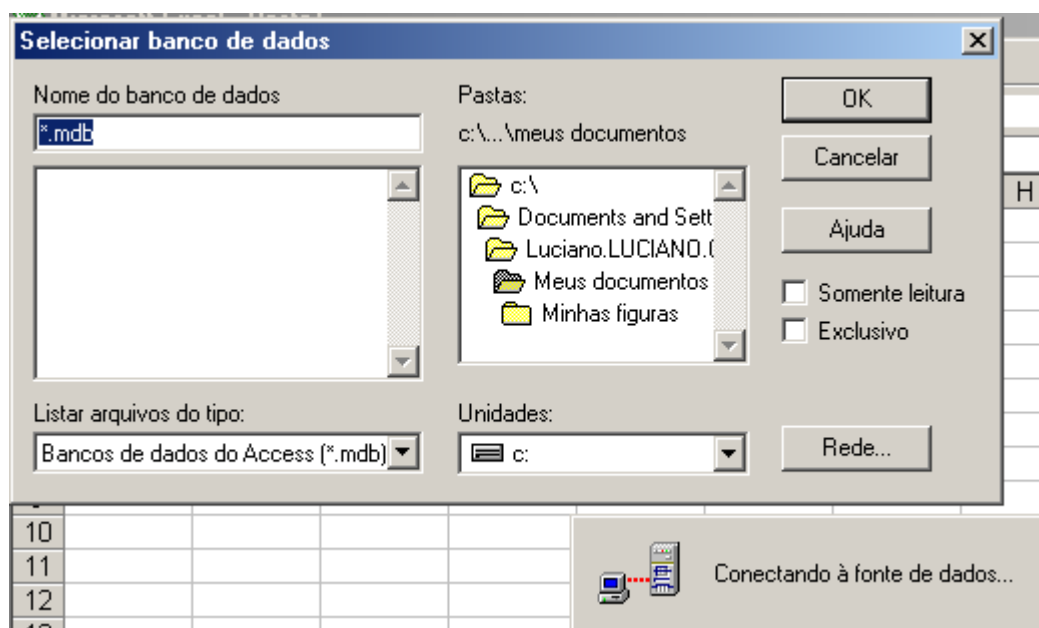 Selecionar banco de dados
Nome do banco de dados
*.mdb
Listar arquivos do tipo:
Bancos de dados do Access (*.mdb)
Pastas:
c:\...\meus documentos
c:\
Documents and Sett
Luciano.LUCIANO.
Meus documentos
Minhas figuras
Unidades:
c:
OK
Cancelar
Ajuda
Somente leitura
Exclusivo
Rede...
H
10
11
12
Conectando à fonte de dados...